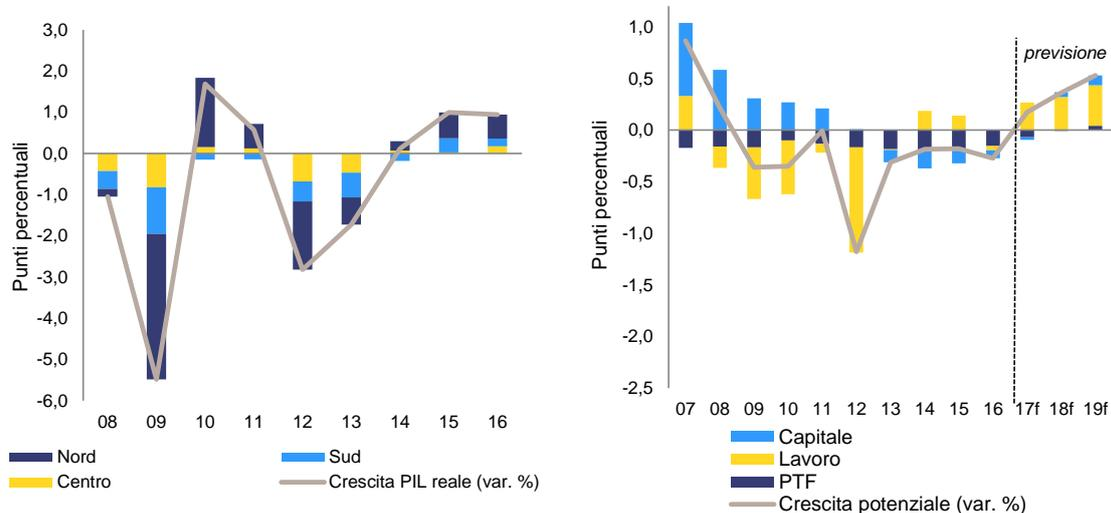 Punti percentuali
3,0
2,0
1,0
0,0
-1,0
-2,0
-3,0
-4,0
-5,0
-6,0
08 09 10 11 12 13 14 15 16
Nord
Sud
Centro
Crescita PIL reale (var. %)
Punti percentuali
1,0
0,5
0,0
-0,5
-1,0
-1,5
-2,0
-2,5
previsione
07 08 09 10 11 12 13 14 15 16 17f 18f 19f
Capitale
Lavoro
PTF
Crescita potenziale (var. %)